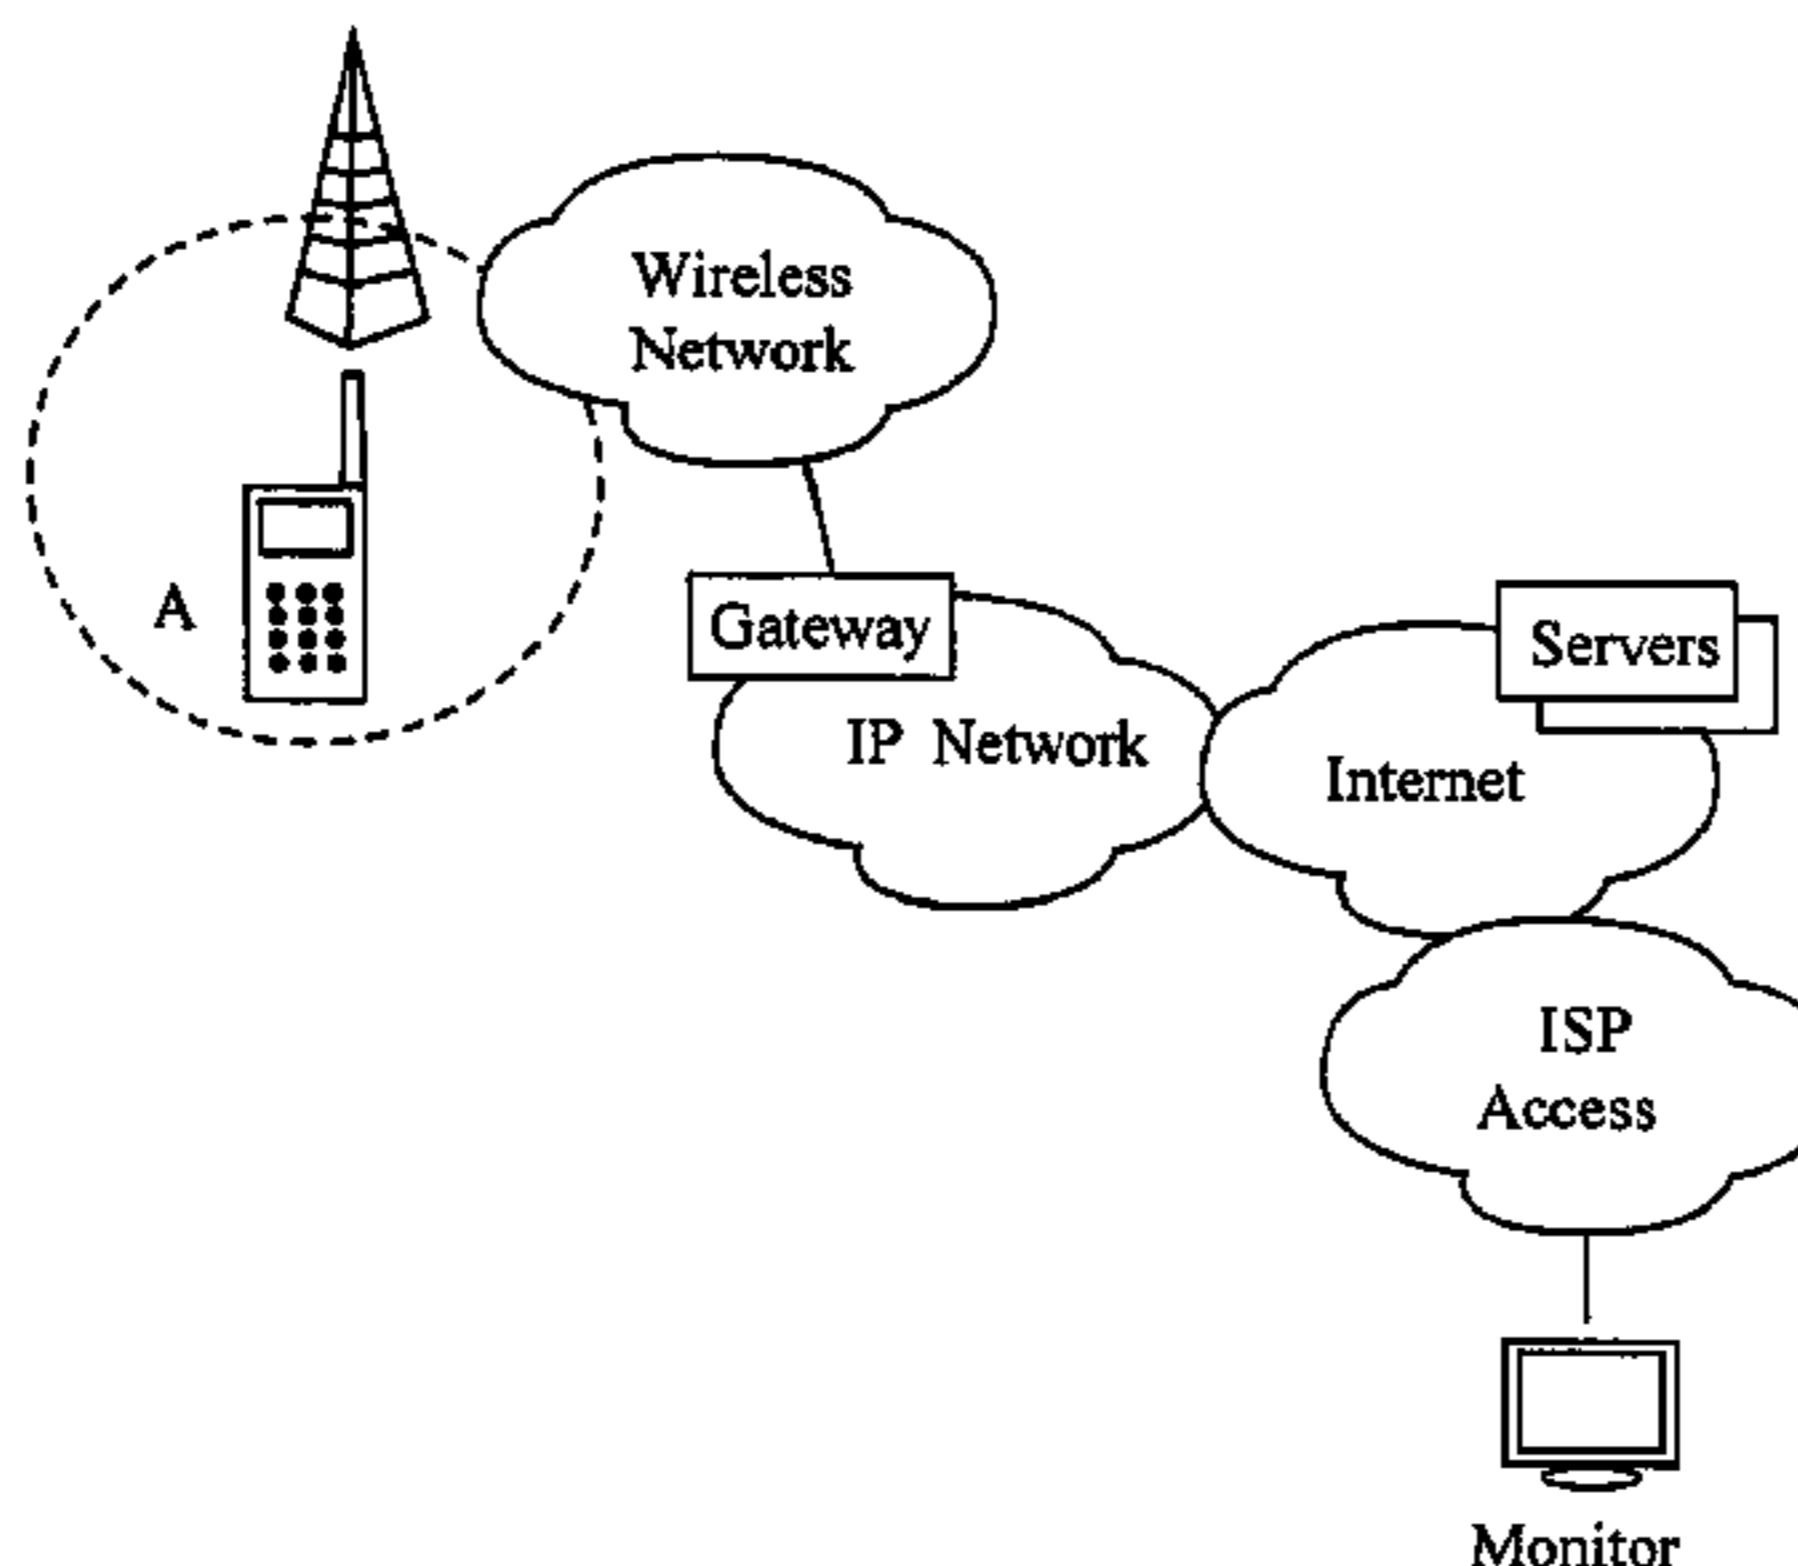 Wireless
Network
A
Gateway
Servers
IP Network
Internet
ISP
Access
Monitor